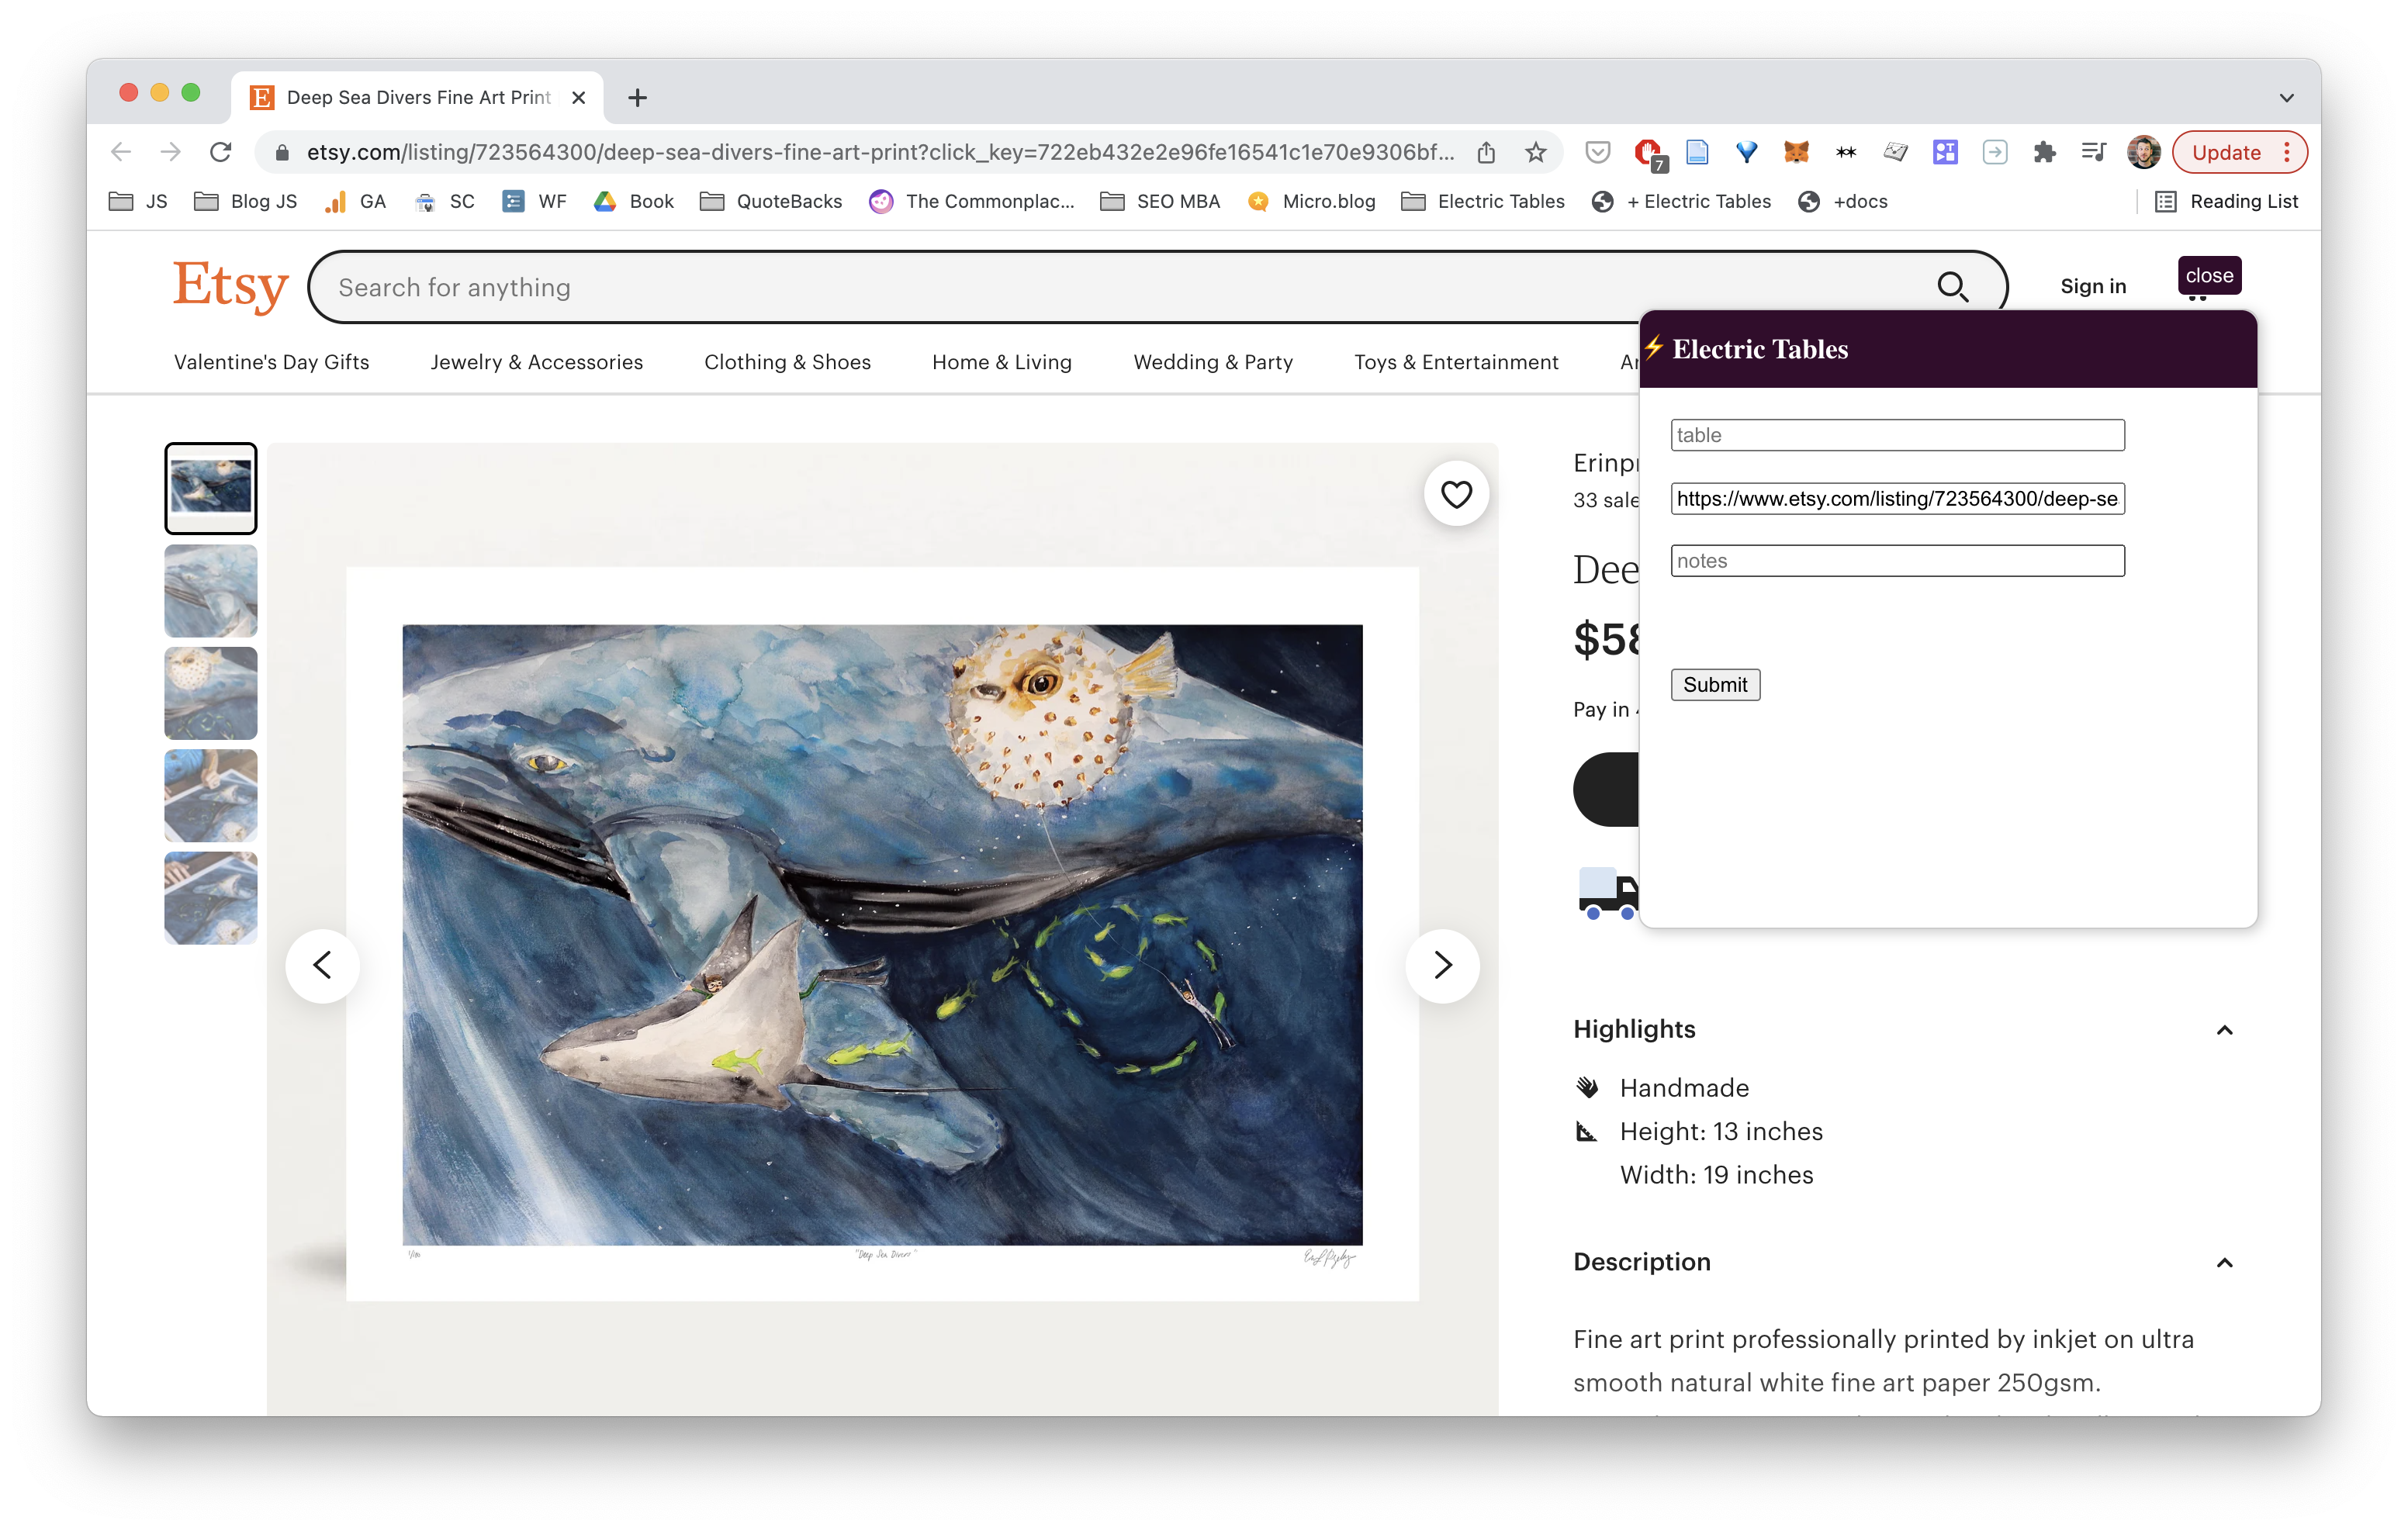 Deep Sea Divers Fine Art Print
etsy.com/listing/723564300/deep-sea-divers-fine-art-print?click_key=722eb432e2e96fe16541c1e70e9306bf...
7
Update
JS
Blog JS
GA
SC
WF
Book
QuoteBacks
The Commonplac...
SEO MBA
Micro.blog
Electric Tables
+ Electric Tables
+docs
Reading List
Etsy
Search for anything
Sign in
close
Valentine's Day Gifts
Jewelry & Accessories
Clothing & Shoes
Home & Living
Wedding & Party
Toys & Entertainment
⚡ Electric Tables
table
https://www.etsy.com/listing/723564300/deep-se
notes
Submit
33 sale
Dee
$58
Pay in
"Deep Sea Divers"
Highlights
Handmade
Height: 13 inches
Width: 19 inches
Description
Fine art print professionally printed by inkjet on ultra
smooth natural white fine art paper 250gsm.